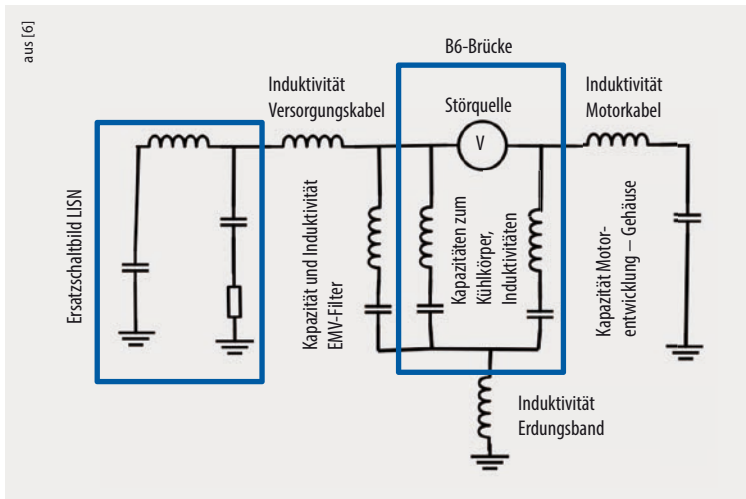 aus [6]
B6-Brücke
Induktivität
Versorgungskabel
Störquelle
Induktivität
Motorkabel
V
Ersatzschaltbild LISN
Kapazität und Induktivität
EMV-Filter
Kapazitäten zum
Kühlkörper,
Induktivitäten
Kapazität Motor-
entwicklung – Gehäuse
Induktivität
Erdungsband